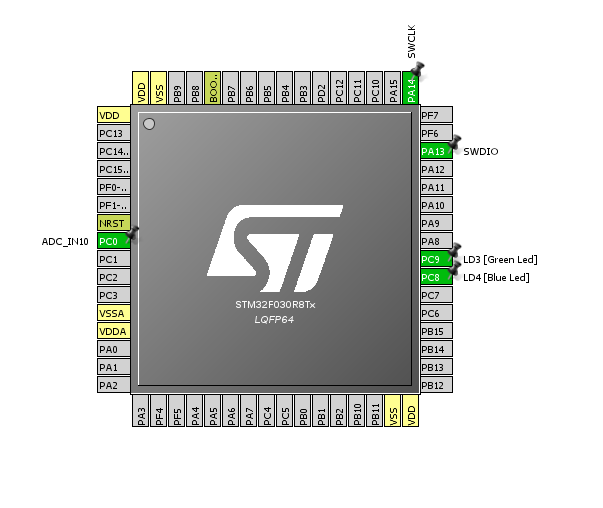 SWCLK
VDD
VSS
PB9
PB8
BOO..
PB7
PB6
PB5
PB4
PB3
PD2
PC12
PC11
PC10
PA15
PA14
VDD
PC13
PC14..
PC15..
PF0-..
PF1-..
NRST
ADC_IN10 PC0
PC1
PC2
PC3
VSSA
VDDA
PA0
PA1
PA2
ST
STM32F030R8Tx
LQFP64
PF7
PF6
PA13 SWDIO
PA12
PA11
PA10
PA9
PA8
PC9 LD3 [Green Led]
PC8 LD4 [Blue Led]
PC7
PC6
PB15
PB14
PB13
PB12
PA3
PF4
PF5
PA4
PA5
PA6
PA7
PC4
PC5
PB0
PB1
PB2
PB10
PB11
VSS
VDD